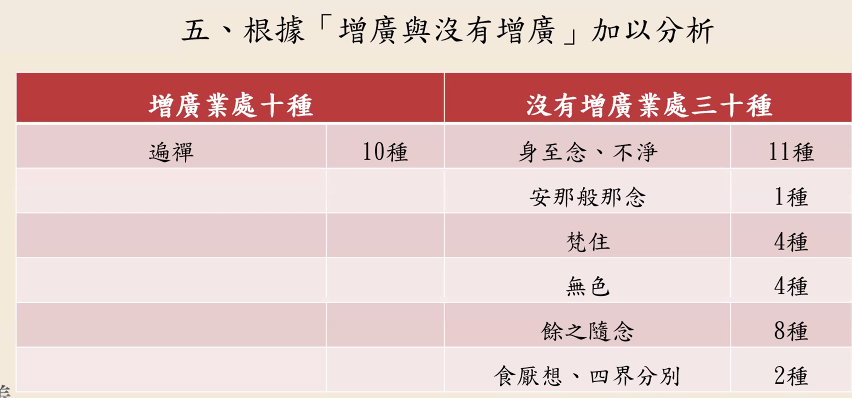 五、根據「增廣與沒有增廣」加以分析
增廣業處十種 沒有增廣業處三十種
遍禪 10種 身至念、不淨 11種
安那般那念 1種
梵住 4種
無色 4種
餘之隨念 8種
食厭想、四界分別 2種